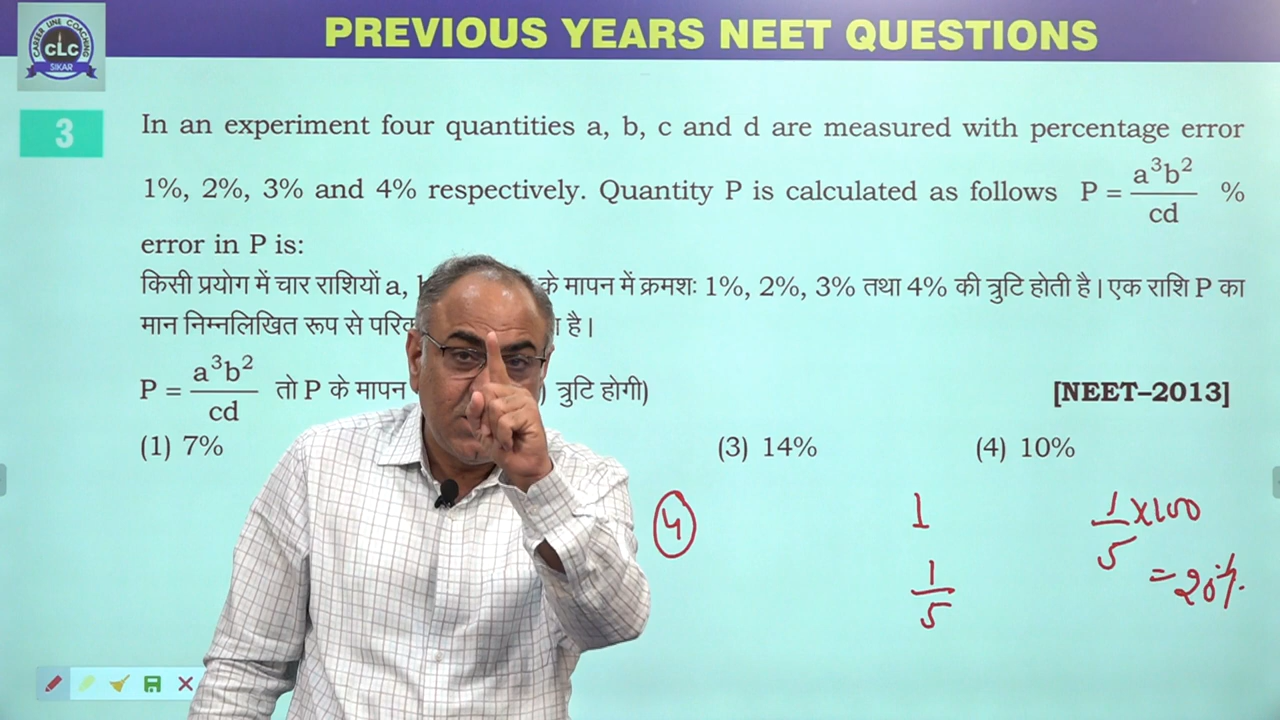 PREVIOUS YEARS NEET QUESTIONS
CAREER LINE COACHING
CLC
SIKAR
3
In an experiment four quantities a, b, c and d are measured with percentage error
1%, 2%, 3% and 4% respectively. Quantity P is calculated as follows P = a³b²/cd %
error in P is:
किसी प्रयोग में चार राशियों a, के मापन में क्रमशः 1%, 2%, 3% तथा 4% की त्रुटि होती है। एक राशि P का
मान निम्नलिखित रूप से है।
P = a³b²/cd तो P के मापन ) त्रुटि होगी)
[NEET–2013]
(1) 7% (3) 14% (4) 10%
4
1
1/5
1/5 × 100
= 20%